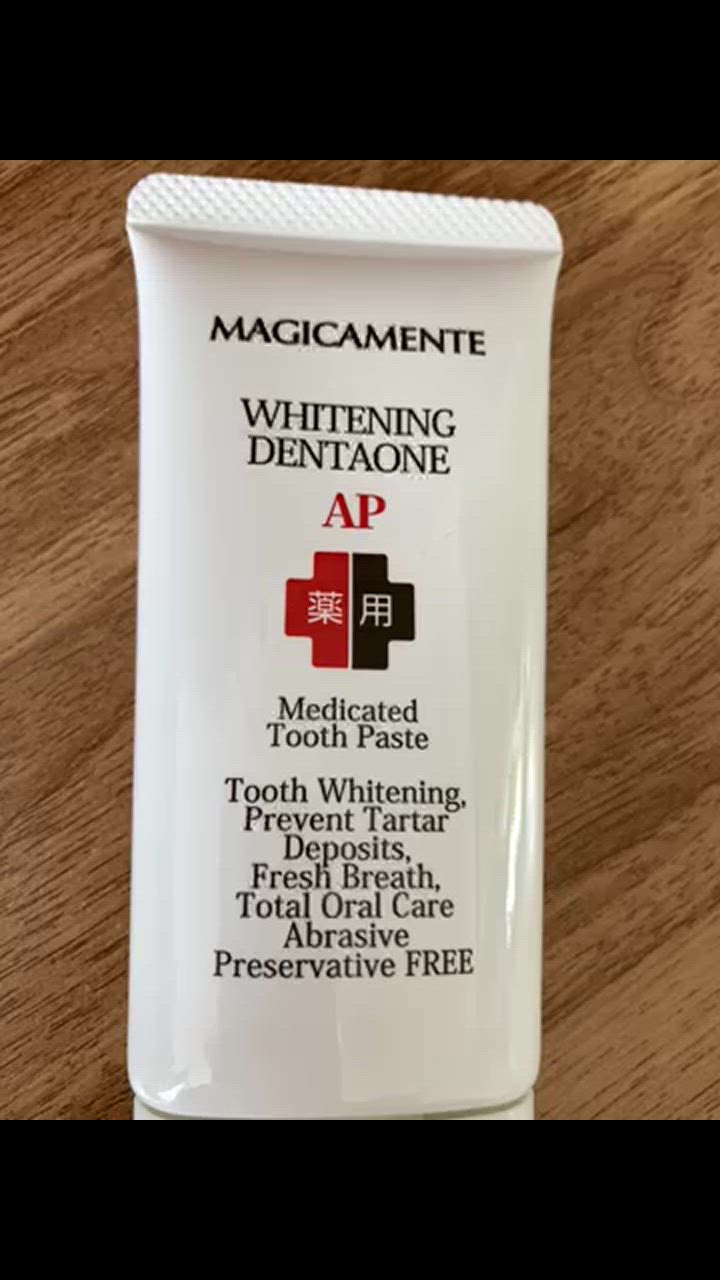 MAGICAMENTE
WHITENING
DENTAONE
AP
薬用
Medicated
Tooth Paste
Tooth Whitening,
Prevent Tartar
Deposits,
Fresh Breath,
Total Oral Care
Abrasive
Preservative FREE